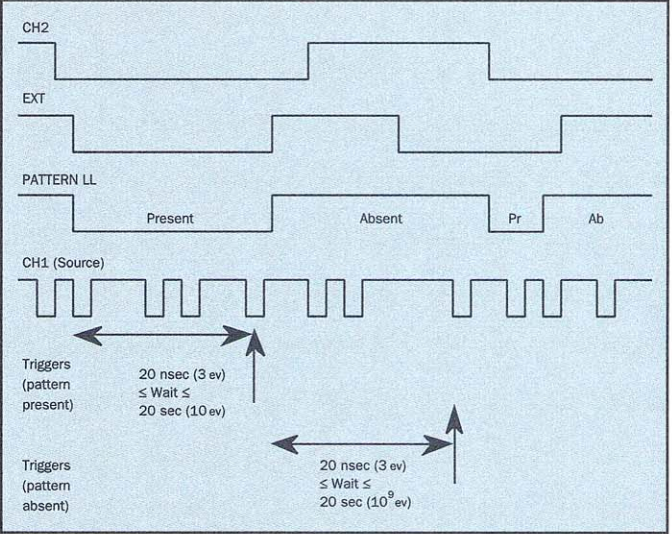 CH2
EXT
PATTERN LL
Present
Absent
Pr
Ab
CH1 (Source)
Triggers
(pattern
present)
20 nsec (3 ev)
≤ Wait ≤
20 sec (10 ev)
Triggers
(pattern
absent)
20 nsec (3 ev)
≤ Wait ≤
20 sec (10⁹ ev)